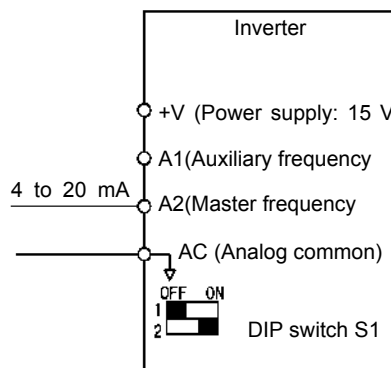 Inverter
+V (Power supply: 15 V
A1(Auxiliary frequency
4 to 20 mA
A2(Master frequency
AC (Analog common)
OFF ON
1
2
DIP switch S1